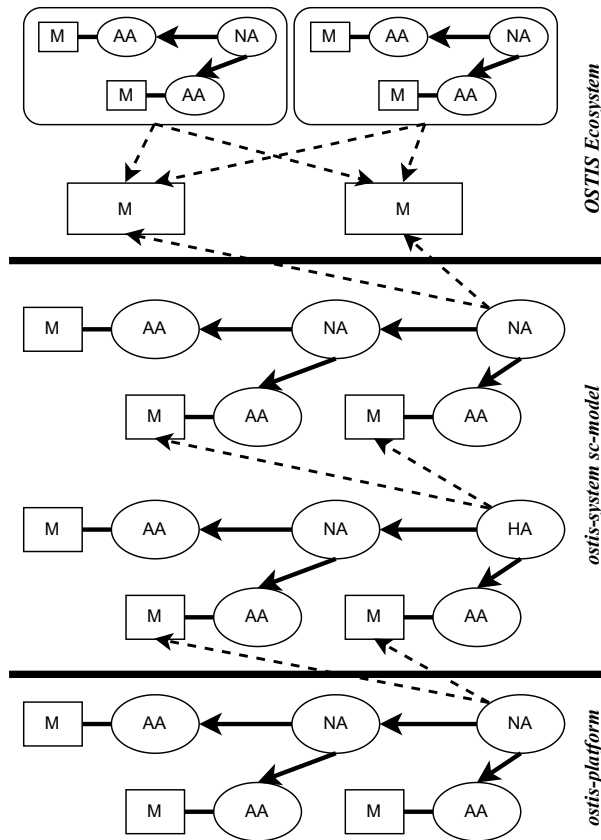 M AA NA M AA NA
M AA M AA
M M
OSTIS Ecosystem
M AA NA NA
M AA M AA
M AA NA HA
M AA M AA
ostis-system sc-model
M AA NA NA
M AA M AA
ostis-platform